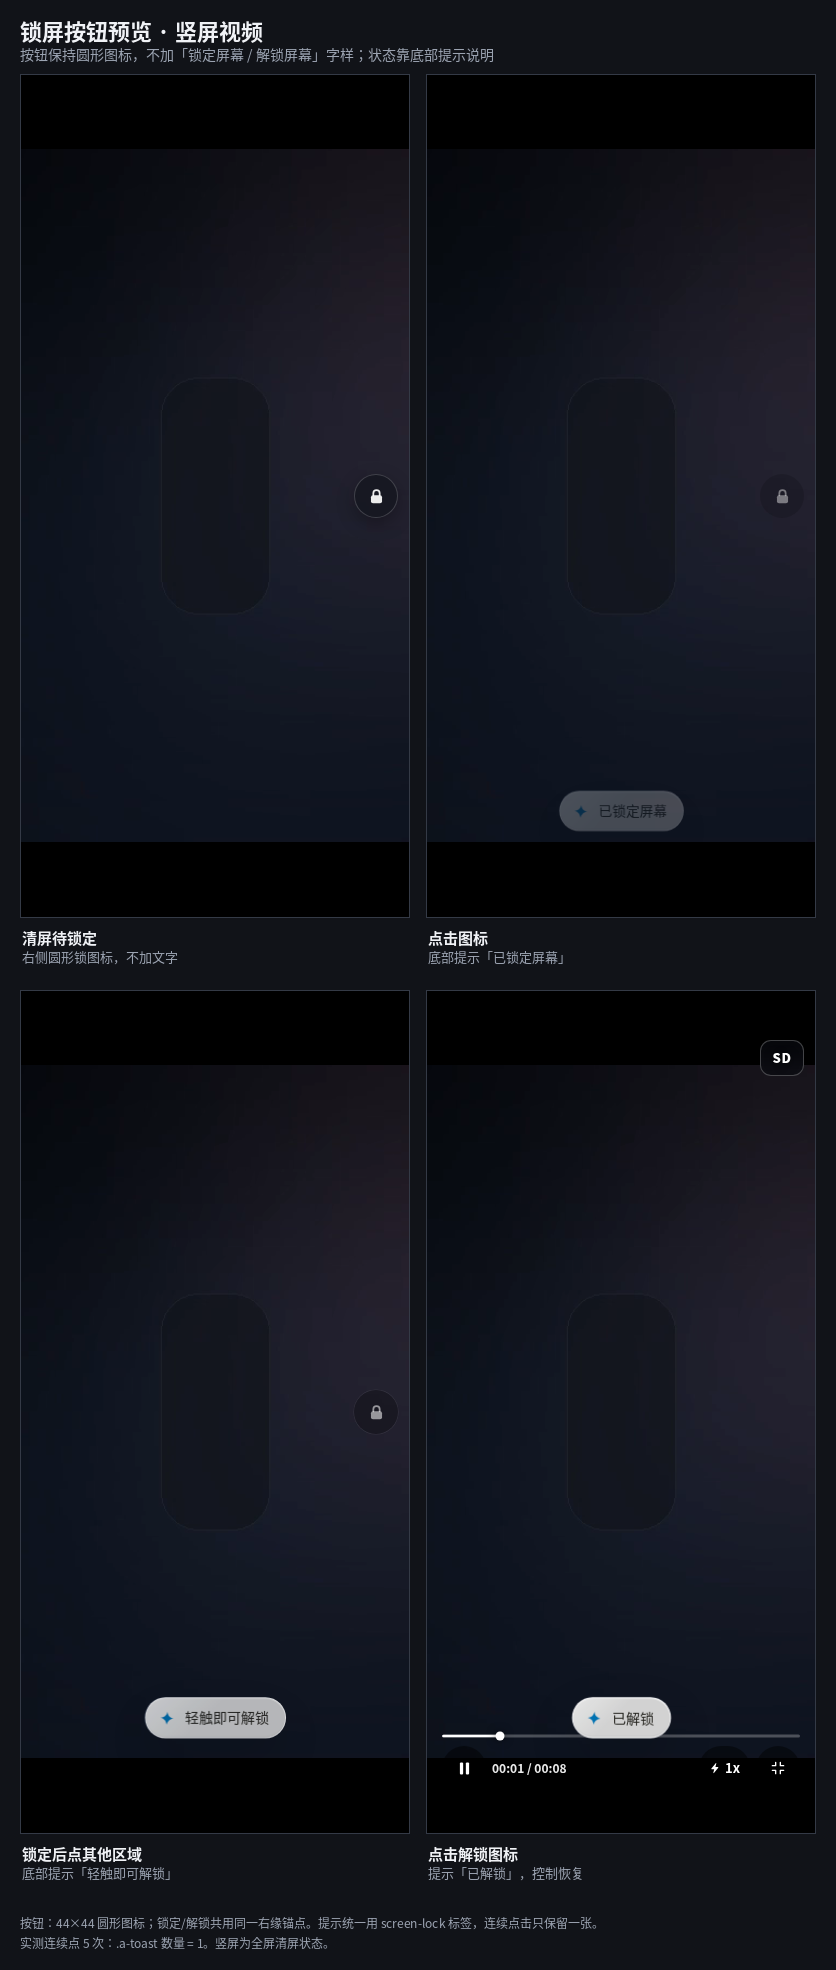 锁屏按钮预览 · 竖屏视频
按钮保持圆形图标，不加「锁定屏幕 / 解锁屏幕」字样；状态靠底部提示说明
已锁定屏幕
清屏待锁定
右侧圆形锁图标，不加文字
点击图标
底部提示「已锁定屏幕」
SD
轻触即可解锁
已解锁
00:01 / 00:08
1x
锁定后点其他区域
底部提示「轻触即可解锁」
点击解锁图标
提示「已解锁」，控制恢复
按钮：44×44 圆形图标；锁定/解锁共用同一右缘锚点。提示统一用 screen-lock 标签，连续点击只保留一张。
实测连续点 5 次：.a-toast 数量 = 1。竖屏为全屏清屏状态。